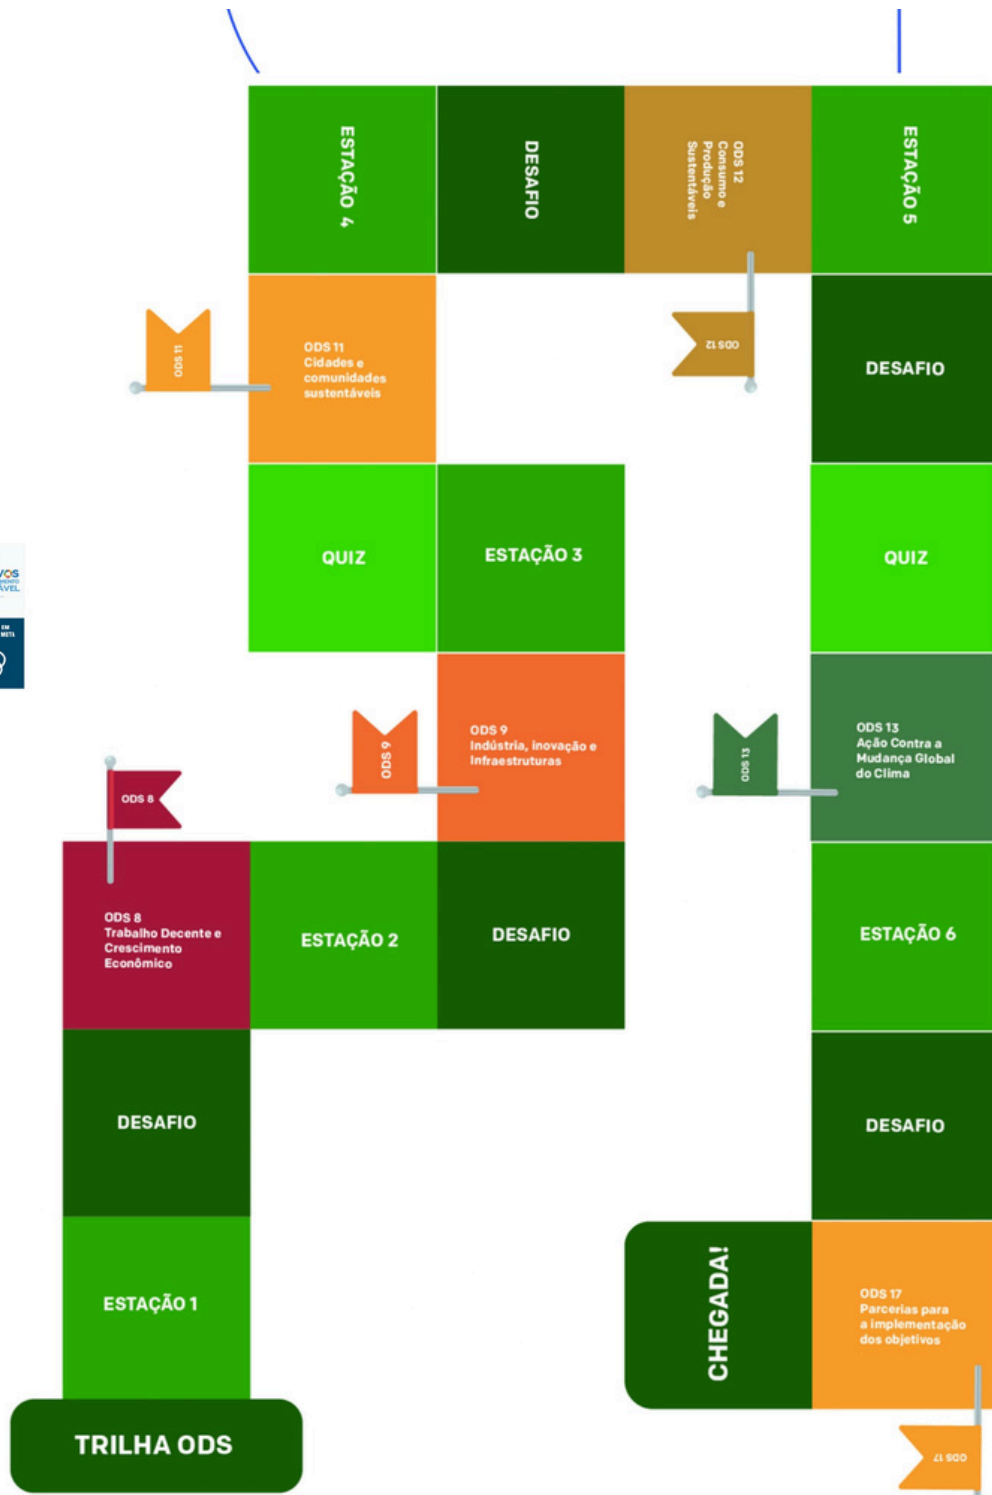 ESTAÇÃO 4
DESAFIO
ODS 12
Consumo e
Produção
Sustentáveis
ESTAÇÃO 5
ODS 11
ODS 11
Cidades e
comunidades
sustentáveis
ODS 12
DESAFIO
QUIZ
ESTAÇÃO 3
QUIZ
ODS 9
ODS 9
Indústria, inovação e
Infraestruturas
ODS 13
ODS 13
Ação Contra a
Mudança Global
do Clima
ODS 8
ODS 8
Trabalho Decente e
Crescimento
Econômico
ESTAÇÃO 2
DESAFIO
ESTAÇÃO 6
DESAFIO
DESAFIO
ESTAÇÃO 1
CHEGADA!
ODS 17
Parcerias para
a implementação
dos objetivos
TRILHA ODS
ODS 17